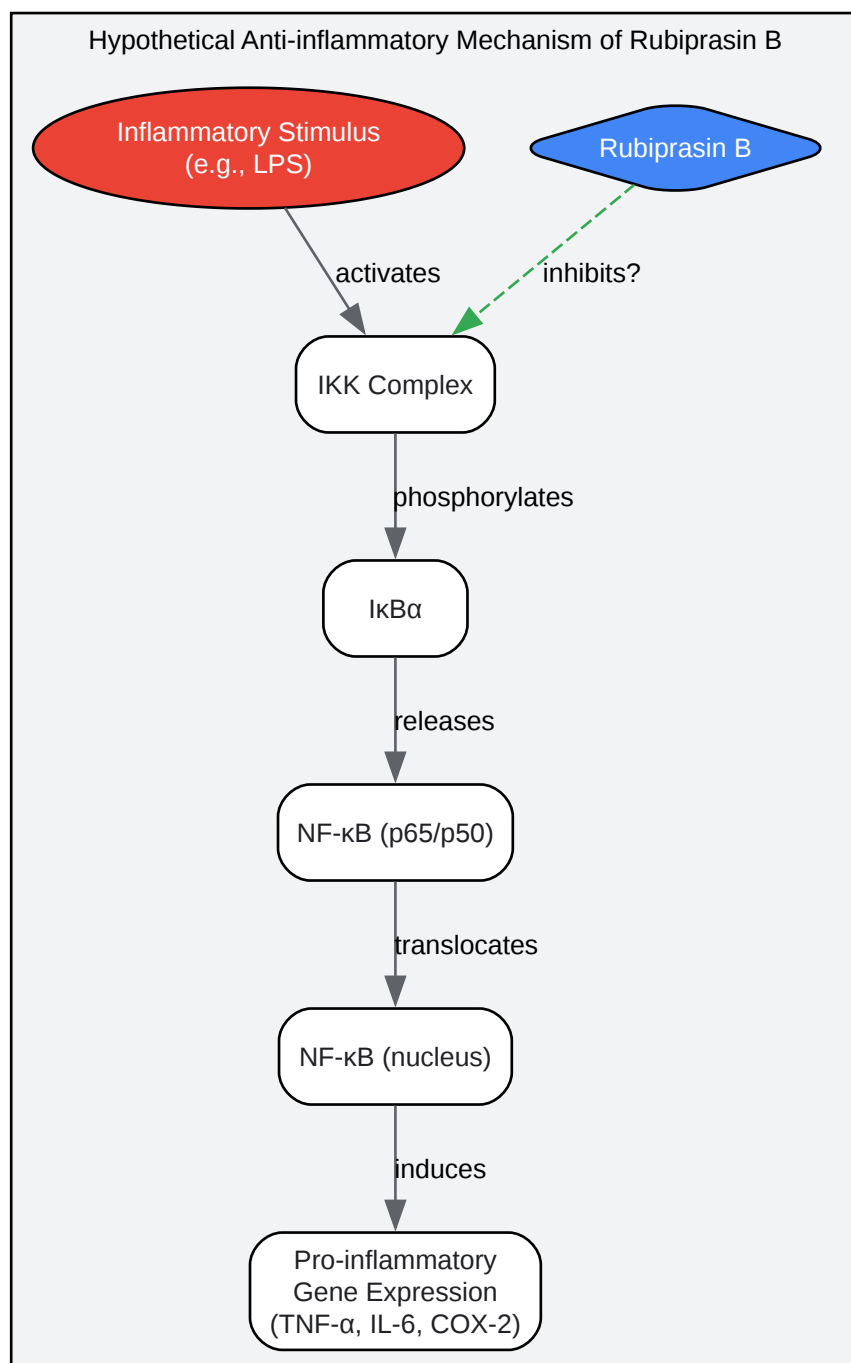 Hypothetical Anti-inflammatory Mechanism of Rubiprasin B
Inflammatory Stimulus
(e.g., LPS)
Rubiprasin B
activates
inhibits?
IKK Complex
phosphorylates
IκBα
releases
NF-κB (p65/p50)
translocates
NF-κB (nucleus)
induces
Pro-inflammatory
Gene Expression
(TNF-α, IL-6, COX-2)